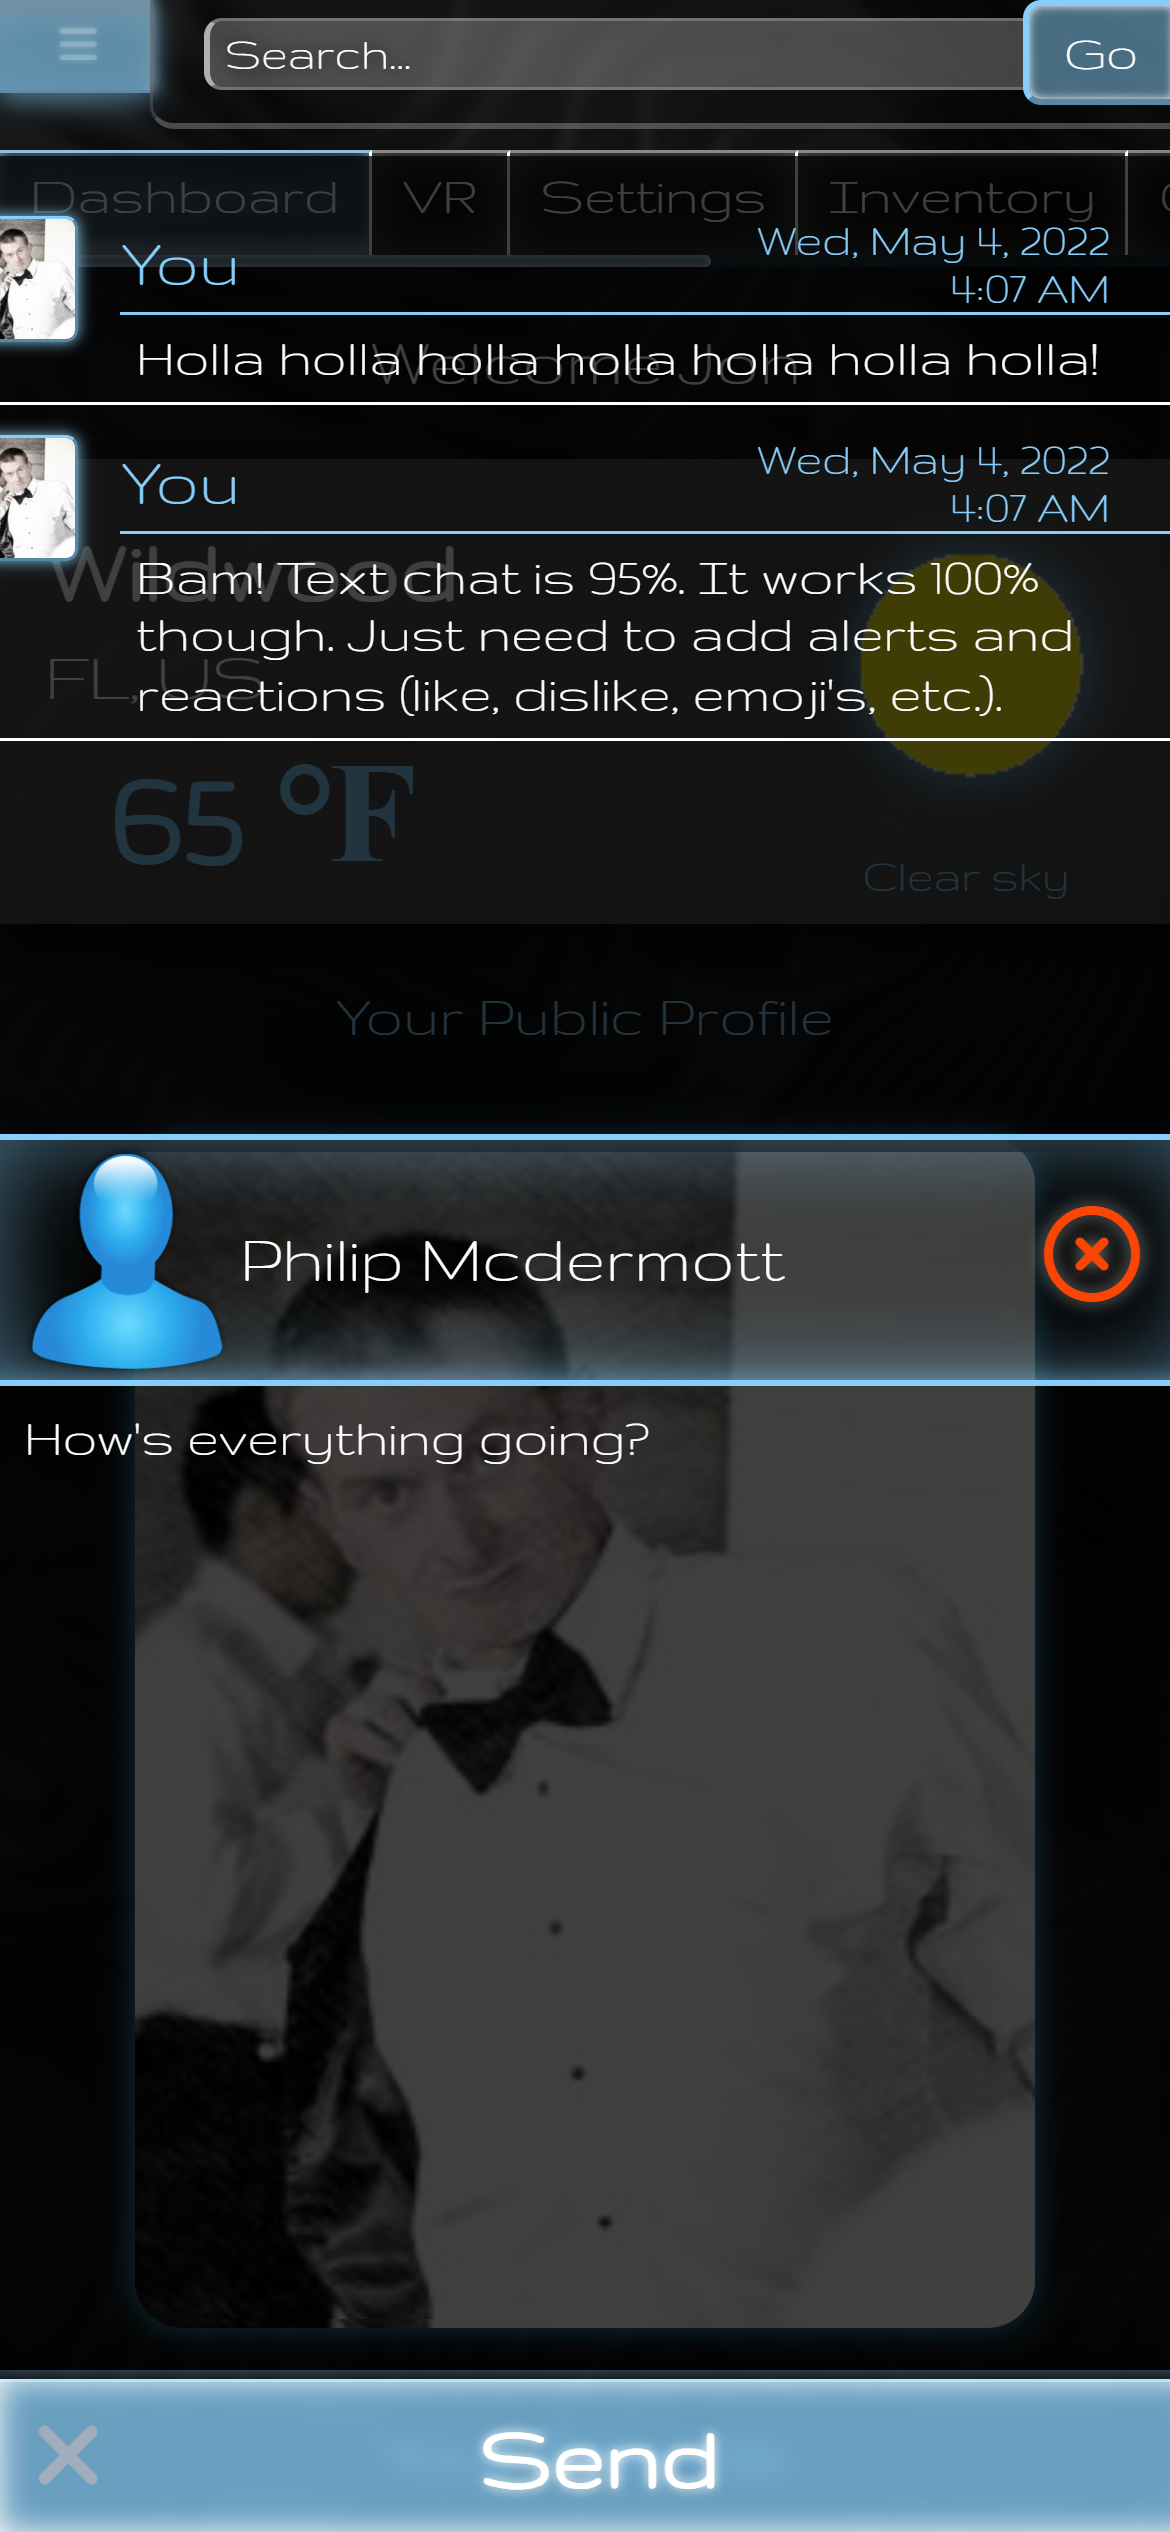 Search...
Go
Dashboard
VR
Settings
Inventory
You
Wed, May 4, 2022
4:07 AM
Welcome Jon
Holla holla holla holla holla holla holla!
You
Wed, May 4, 2022
4:07 AM
Wildwood
FL, US
Bam! Text chat is 95%. It works 100%
though. Just need to add alerts and
reactions (like, dislike, emoji's, etc.).
65 °F
Clear sky
Your Public Profile
Philip Mcdermott
How's everything going?
Send